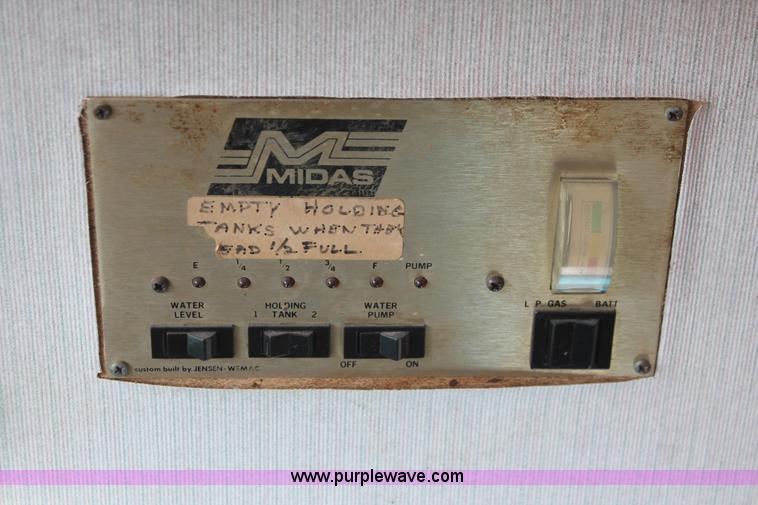 MIDAS
EMPTY HOLDING
TANKS WHEN THEY
EAD 1/2 FULL.
E 1/4 1/2 3/4 F PUMP
WATER LEVEL
HOLDING
1 TANK 2
WATER PUMP
OFF ON
L P. GAS BATT
custom built by JENSEN-WEMAC
www.purplewave.com